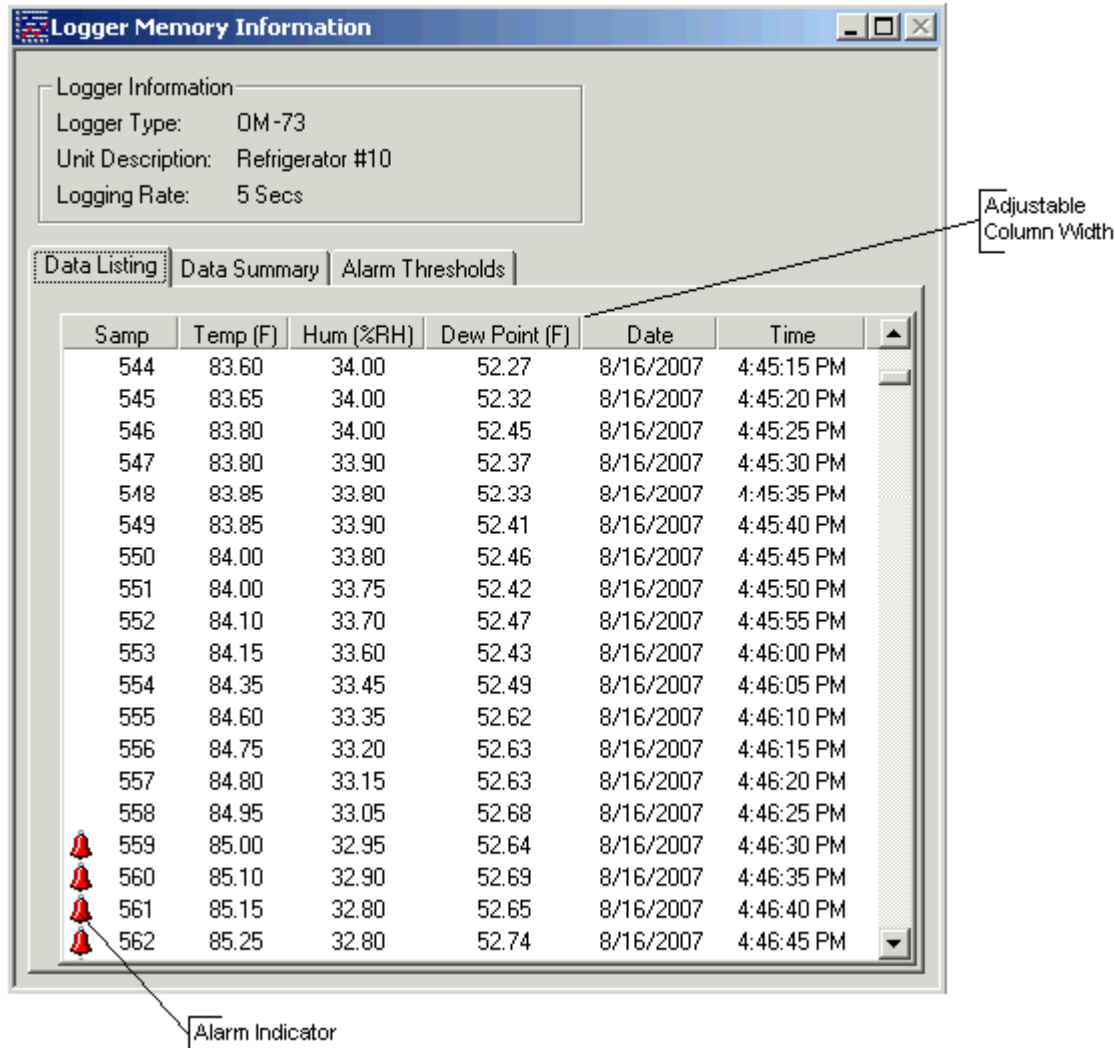 Logger Memory Information
Logger Information
Logger Type: OM-73
Unit Description: Refrigerator #10
Logging Rate: 5 Secs
Adjustable
Column Width
Data Listing Data Summary Alarm Thresholds
Samp Temp (F) Hum (%RH) Dew Point (F) Date Time
544 83.60 34.00 52.27 8/16/2007 4:45:15 PM
545 83.65 34.00 52.32 8/16/2007 4:45:20 PM
546 83.80 34.00 52.45 8/16/2007 4:45:25 PM
547 83.80 33.90 52.37 8/16/2007 4:45:30 PM
548 83.85 33.80 52.33 8/16/2007 4:45:35 PM
549 83.85 33.90 52.41 8/16/2007 4:45:40 PM
550 84.00 33.80 52.46 8/16/2007 4:45:45 PM
551 84.00 33.75 52.42 8/16/2007 4:45:50 PM
552 84.10 33.70 52.47 8/16/2007 4:45:55 PM
553 84.15 33.60 52.43 8/16/2007 4:46:00 PM
554 84.35 33.45 52.49 8/16/2007 4:46:05 PM
555 84.60 33.35 52.62 8/16/2007 4:46:10 PM
556 84.75 33.20 52.63 8/16/2007 4:46:15 PM
557 84.80 33.15 52.63 8/16/2007 4:46:20 PM
558 84.95 33.05 52.68 8/16/2007 4:46:25 PM
559 85.00 32.95 52.64 8/16/2007 4:46:30 PM
560 85.10 32.90 52.69 8/16/2007 4:46:35 PM
561 85.15 32.80 52.65 8/16/2007 4:46:40 PM
562 85.25 32.80 52.74 8/16/2007 4:46:45 PM
Alarm Indicator